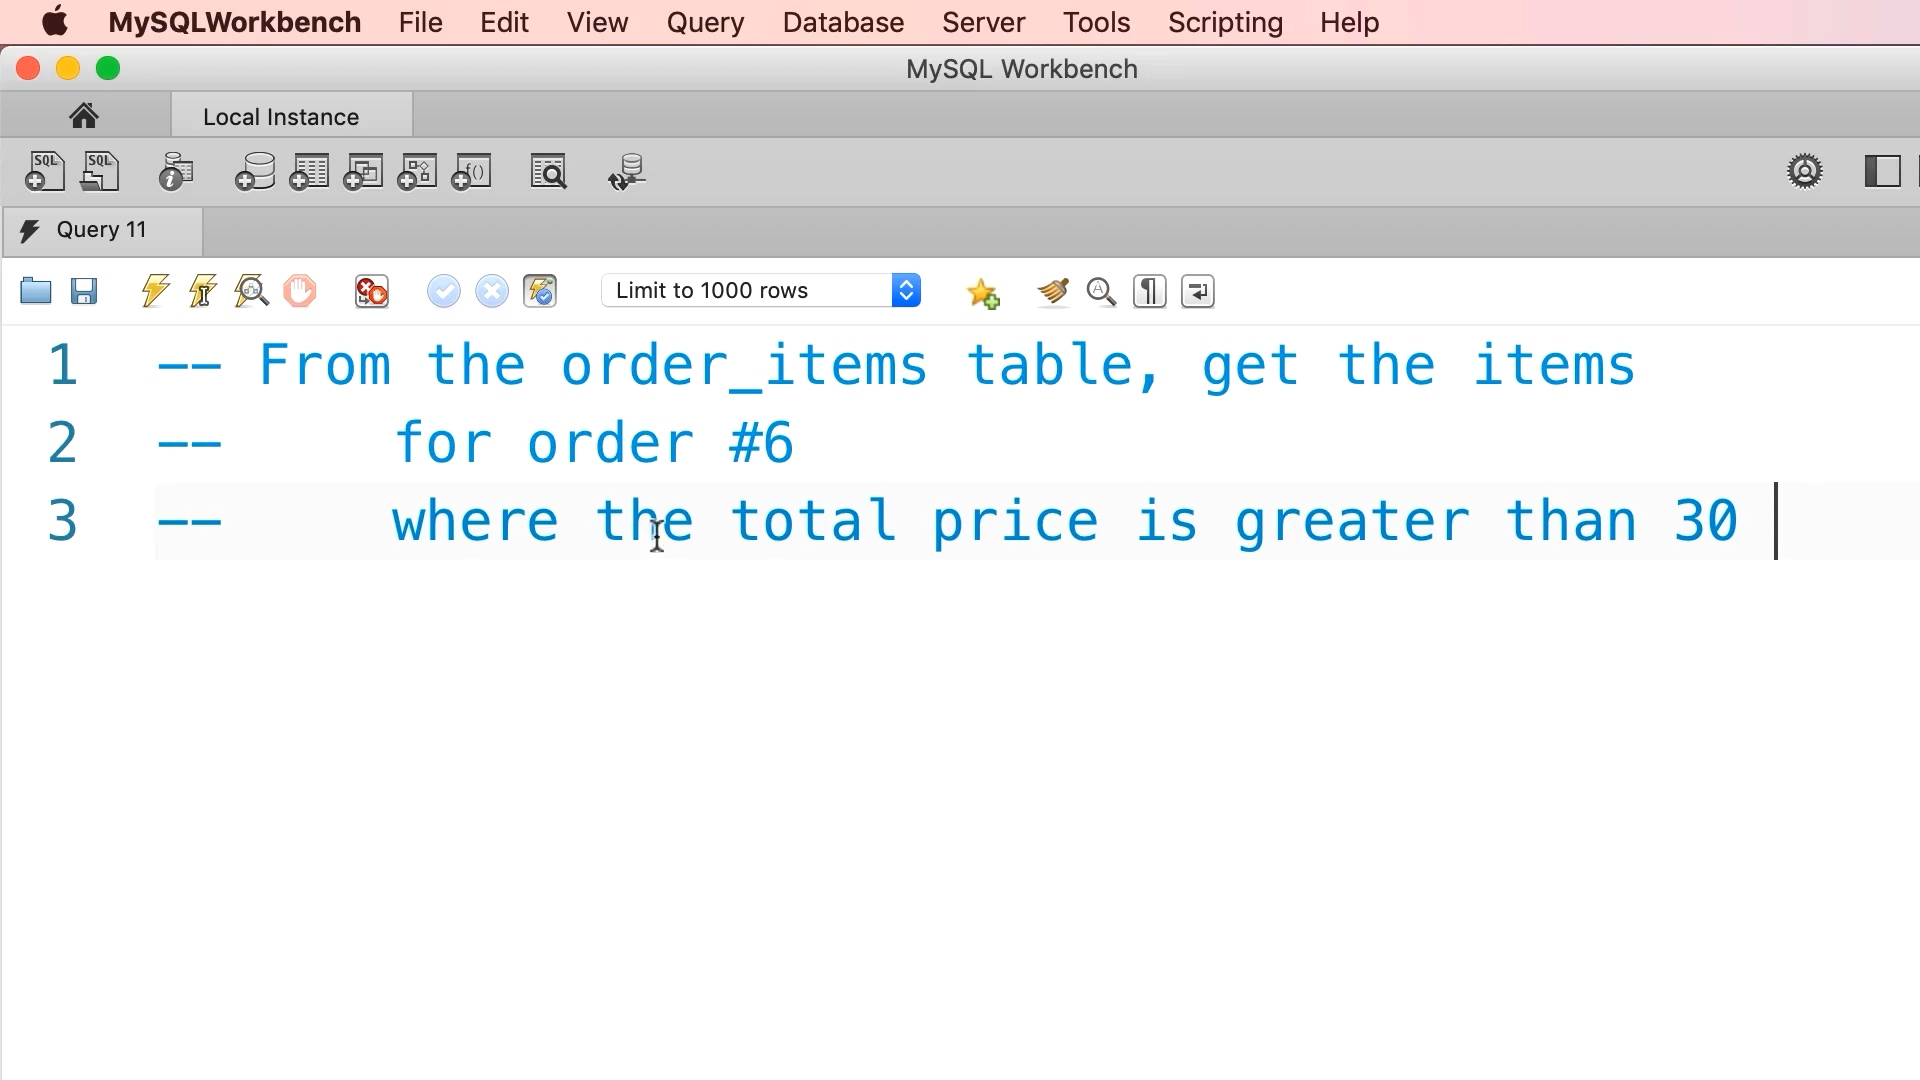 MySQLWorkbench File Edit View Query Database Server Tools Scripting Help
MySQL Workbench
Local Instance
SQL SQL f()
Query 11
Limit to 1000 rows
1 -- From the order_items table, get the items
2 -- for order #6
3 -- where the total price is greater than 30